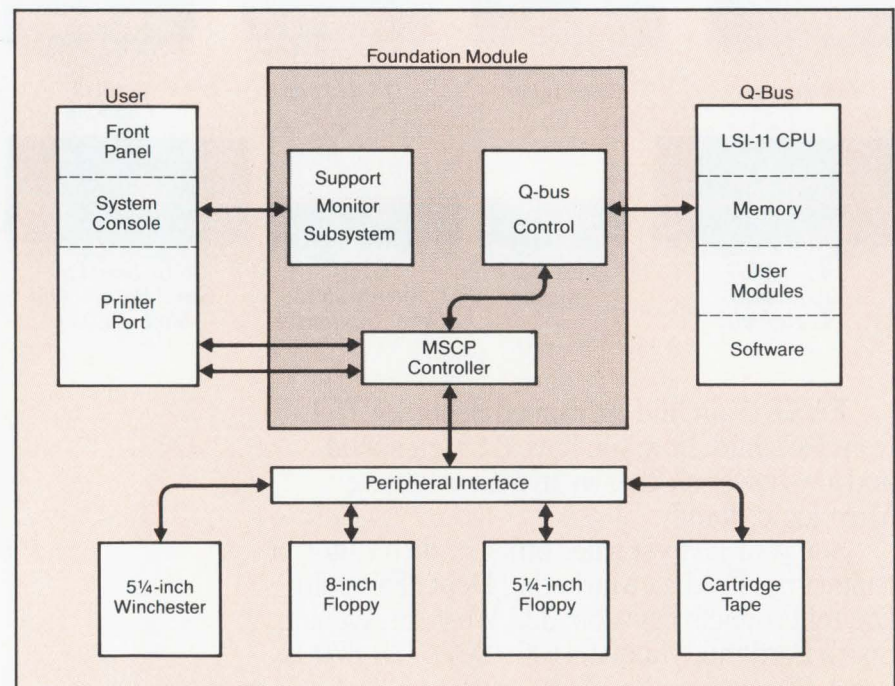 Foundation Module
User
Front
Panel
System
Console
Printer
Port
Support
Monitor
Subsystem
Q-bus
Control
MSCP
Controller
Q-Bus
LSI-11 CPU
Memory
User
Modules
Software
Peripheral Interface
5¼-inch
Winchester
8-inch
Floppy
5¼-inch
Floppy
Cartridge
Tape